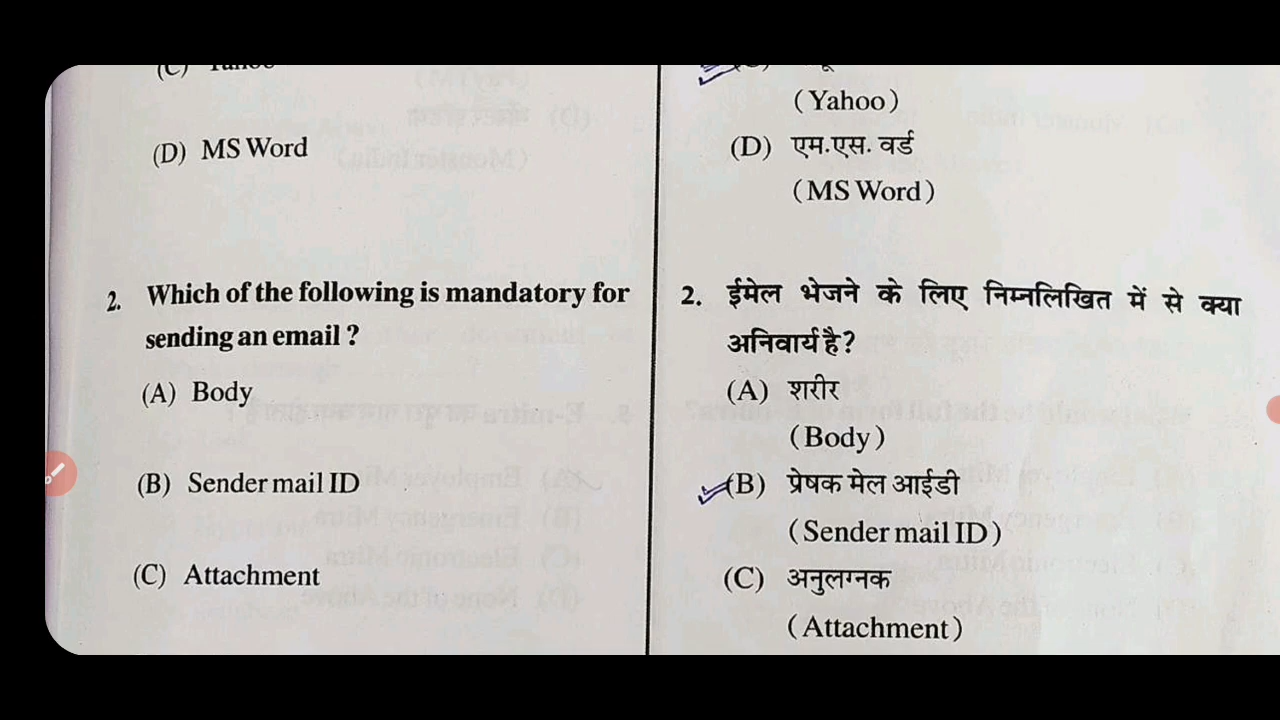 (D) MS Word
2. Which of the following is mandatory for
sending an email ?
(A) Body
(B) Sender mail ID
(C) Attachment
(Yahoo)
(D) एम.एस. वर्ड
(MS Word)
2. ईमेल भेजने के लिए निम्नलिखित में से क्या
अनिवार्य है?
(A) शरीर
(Body)
(B) प्रेषक मेल आईडी
(Sender mail ID)
(C) अनुलग्नक
(Attachment)